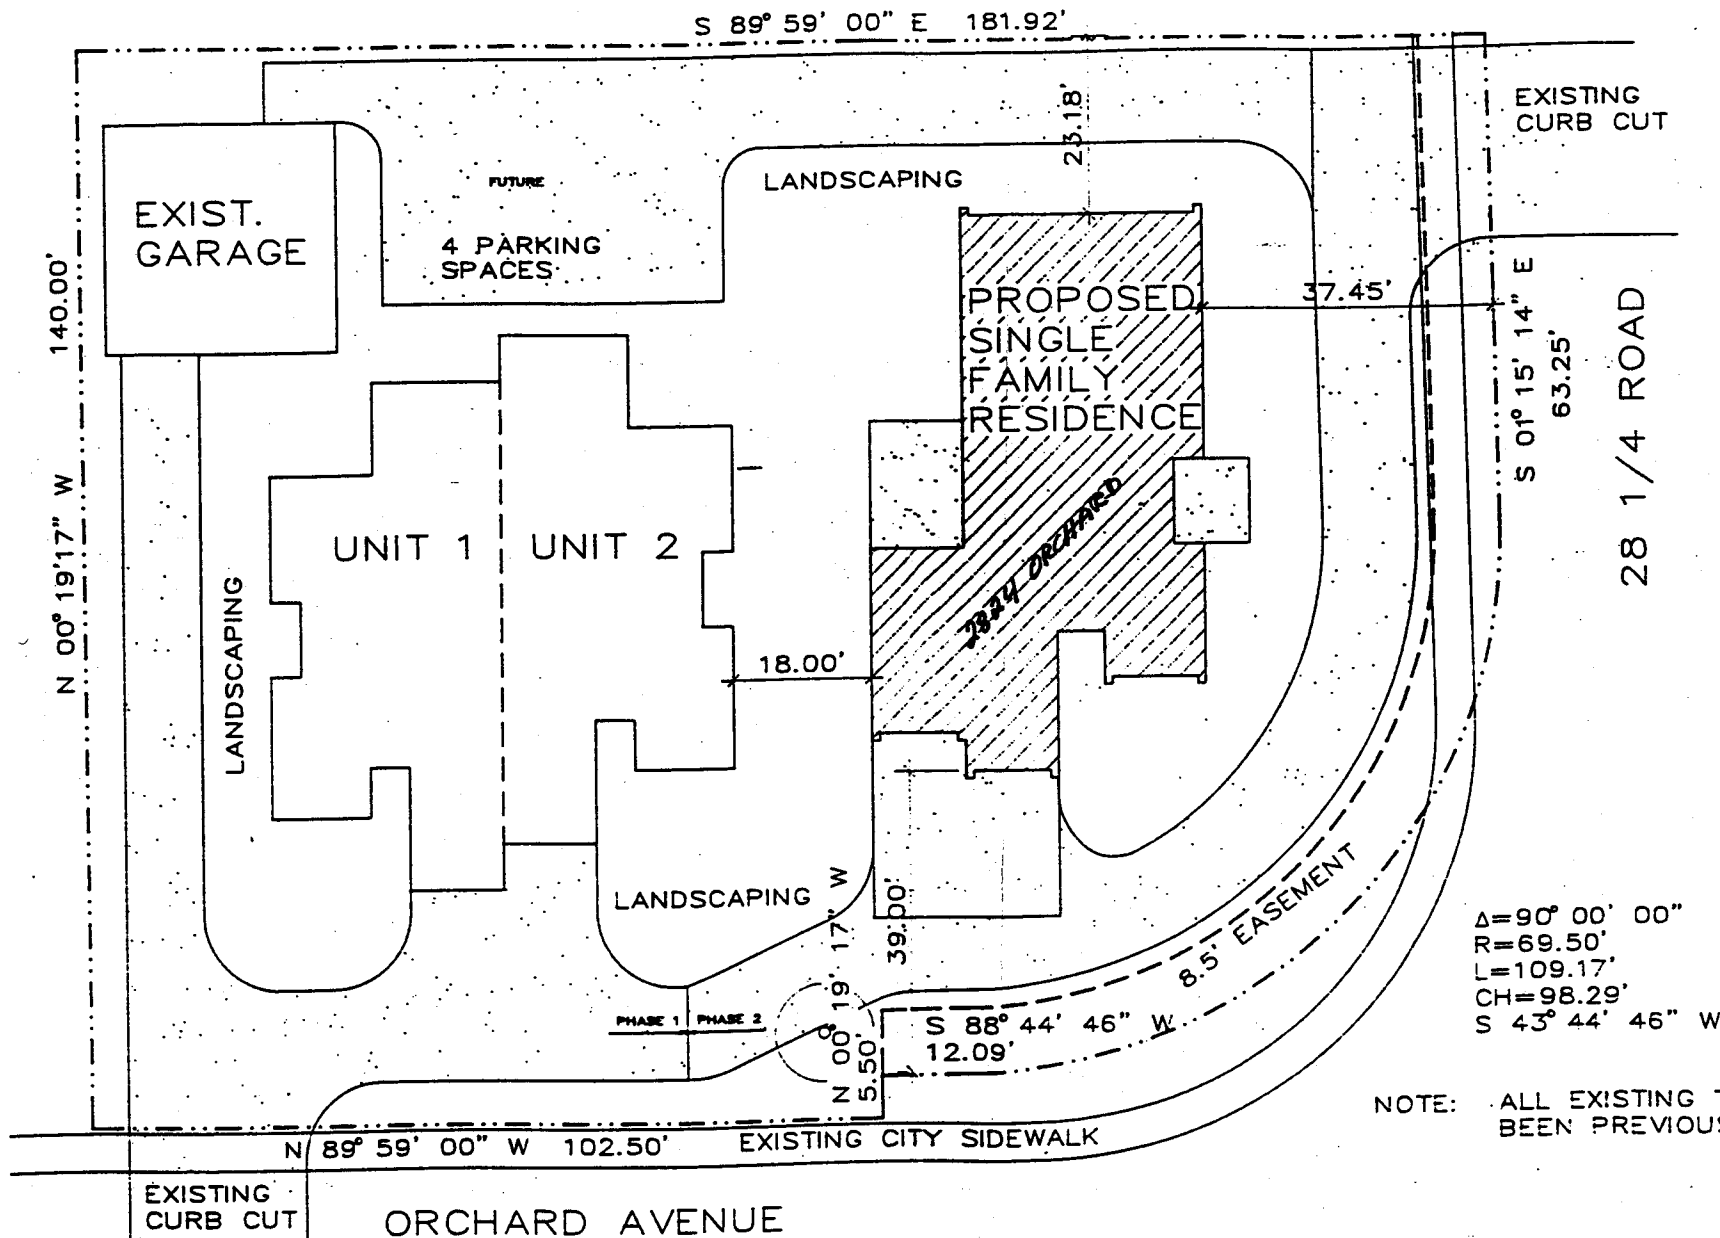 S 89° 59' 00" E 181.92'
EXISTING
CURB CUT
23.18'
LANDSCAPING
FUTURE
EXIST.
GARAGE
4 PARKING
SPACES
140.00'
N 00° 19'17" W
PROPOSED
SINGLE
FAMILY
RESIDENCE
37.45'
S 01° 15' 14" E
63.25'
28 1/4 ROAD
2824 ORCHARD
UNIT 1
UNIT 2
LANDSCAPING
18.00'
LANDSCAPING
N 00° 19' 17" W
5.50'
39.00'
8.5' EASEMENT
Δ=90° 00' 00"
R=69.50'
L=109.17'
CH=98.29'
S 43° 44' 46" W
PHASE 1
PHASE 2
S 88° 44' 46" W
12.09'
NOTE: ALL EXISTING T
BEEN PREVIOUS
N 89° 59' 00" W 102.50'
EXISTING CITY SIDEWALK
EXISTING
CURB CUT
ORCHARD AVENUE